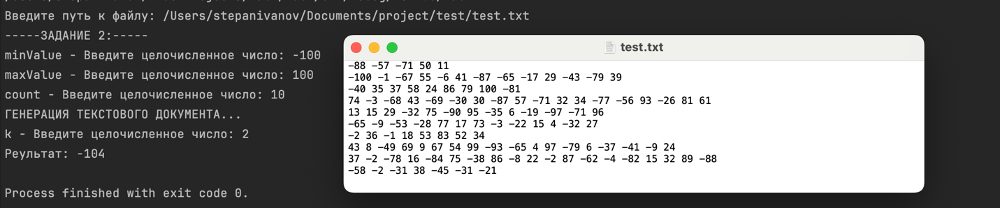 Введите путь к файлу: /Users/stepanivanov/Documents/project/test/test.txt
-----ЗАДАНИЕ 2:-----
minValue - Введите целочисленное число: -100
maxValue - Введите целочисленное число: 100
count - Введите целочисленное число: 10
ГЕНЕРАЦИЯ ТЕКСТОВОГО ДОКУМЕНТА...
k - Введите целочисленное число: 2
Реультат: -104
Process finished with exit code 0.
test.txt
-88 -57 -71 50 11
-100 -1 -67 55 -6 41 -87 -65 -17 29 -43 -79 39
-40 35 37 58 24 86 79 100 -81
74 -3 -68 43 -69 -30 30 -87 57 -71 32 34 -77 -56 93 -26 81 61
13 15 29 -32 75 -90 95 -35 6 -19 -97 -71 96
-65 -9 -53 -28 77 17 73 -3 -22 15 4 -32 27
-2 36 -1 18 53 83 52 34
43 8 -49 69 9 67 54 99 -93 -65 4 97 -79 6 -37 -41 -9 24
37 -2 -78 16 -84 75 -38 86 -8 22 -2 87 -62 -4 -82 15 32 89 -88
-58 -2 -31 38 -45 -31 -21